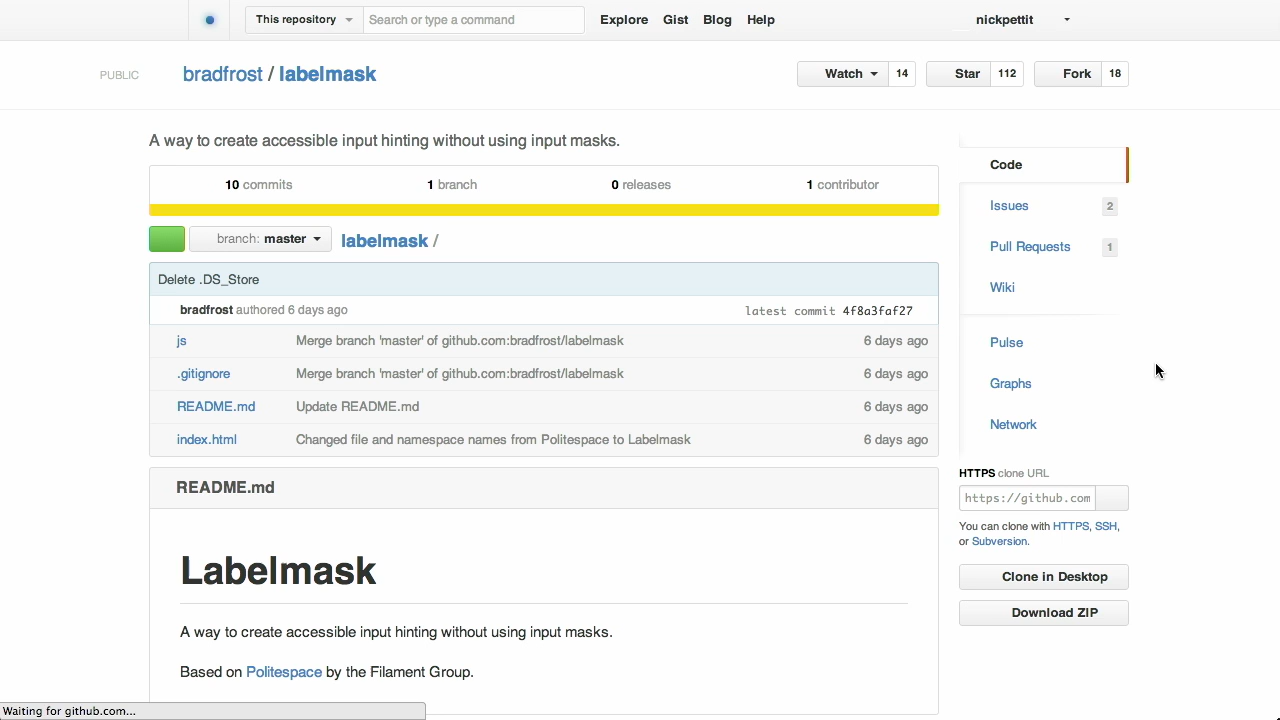 This repository Search or type a command Explore Gist Blog Help nickpettit
PUBLIC bradfrost / labelmask Watch 14 Star 112 Fork 18
A way to create accessible input hinting without using input masks.
10 commits 1 branch 0 releases 1 contributor
branch: master labelmask /
Delete .DS_Store
bradfrost authored 6 days ago latest commit 4f8a3faf27
js Merge branch 'master' of github.com:bradfrost/labelmask 6 days ago
.gitignore Merge branch 'master' of github.com:bradfrost/labelmask 6 days ago
README.md Update README.md 6 days ago
index.html Changed file and namespace names from Politespace to Labelmask 6 days ago
README.md
Labelmask
A way to create accessible input hinting without using input masks.
Based on Politespace by the Filament Group.
Code
Issues 2
Pull Requests 1
Wiki
Pulse
Graphs
Network
HTTPS clone URL
https://github.com
You can clone with HTTPS, SSH,
or Subversion.
Clone in Desktop
Download ZIP
Waiting for github.com...